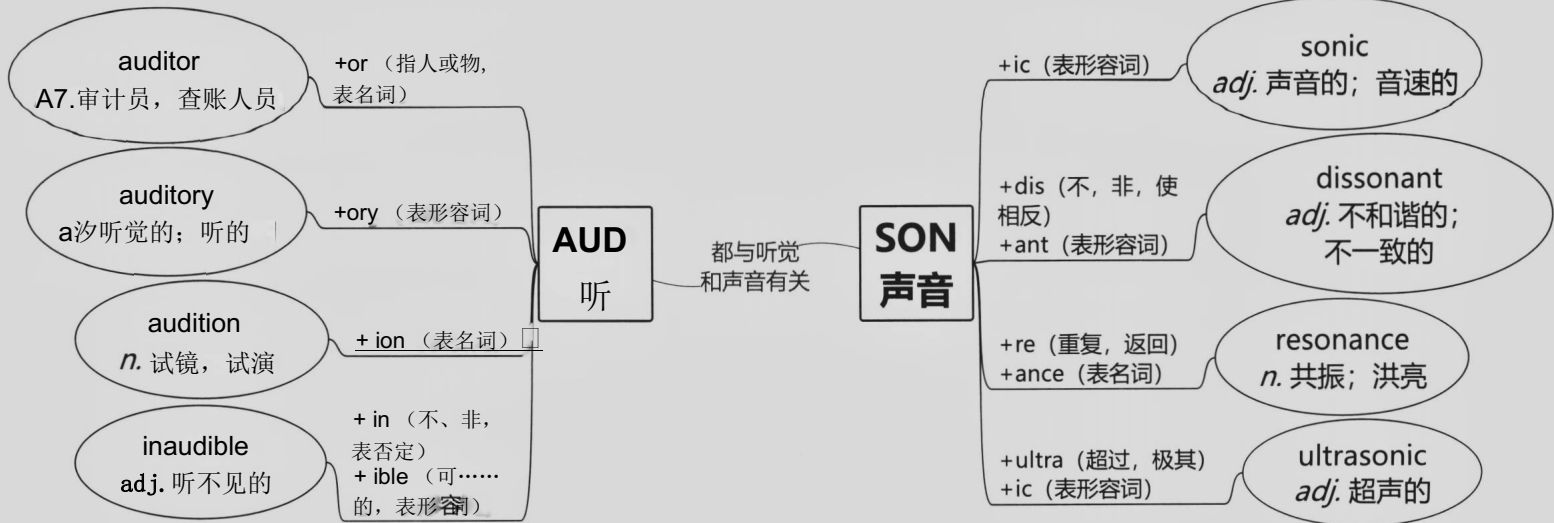 auditor
A7.审计员，查账人员
+or （指人或物,
表名词）
auditory
a汐听觉的；听的
+ory （表形容词）
audition
n. 试镜，试演
+ ion （表名词）
inaudible
adj.听不见的
+ in （不、非，
表否定）
+ ible （可……
的，表形容词）
AUD
听
都与听觉
和声音有关
SON
声音
+ic（表形容词）
sonic
adj. 声音的；音速的
+dis（不，非，使
相反）
+ant（表形容词）
dissonant
adj. 不和谐的；
不一致的
+re（重复，返回）
+ance（表名词）
resonance
n. 共振；洪亮
+ultra（超过，极其）
+ic（表形容词）
ultrasonic
adj. 超声的